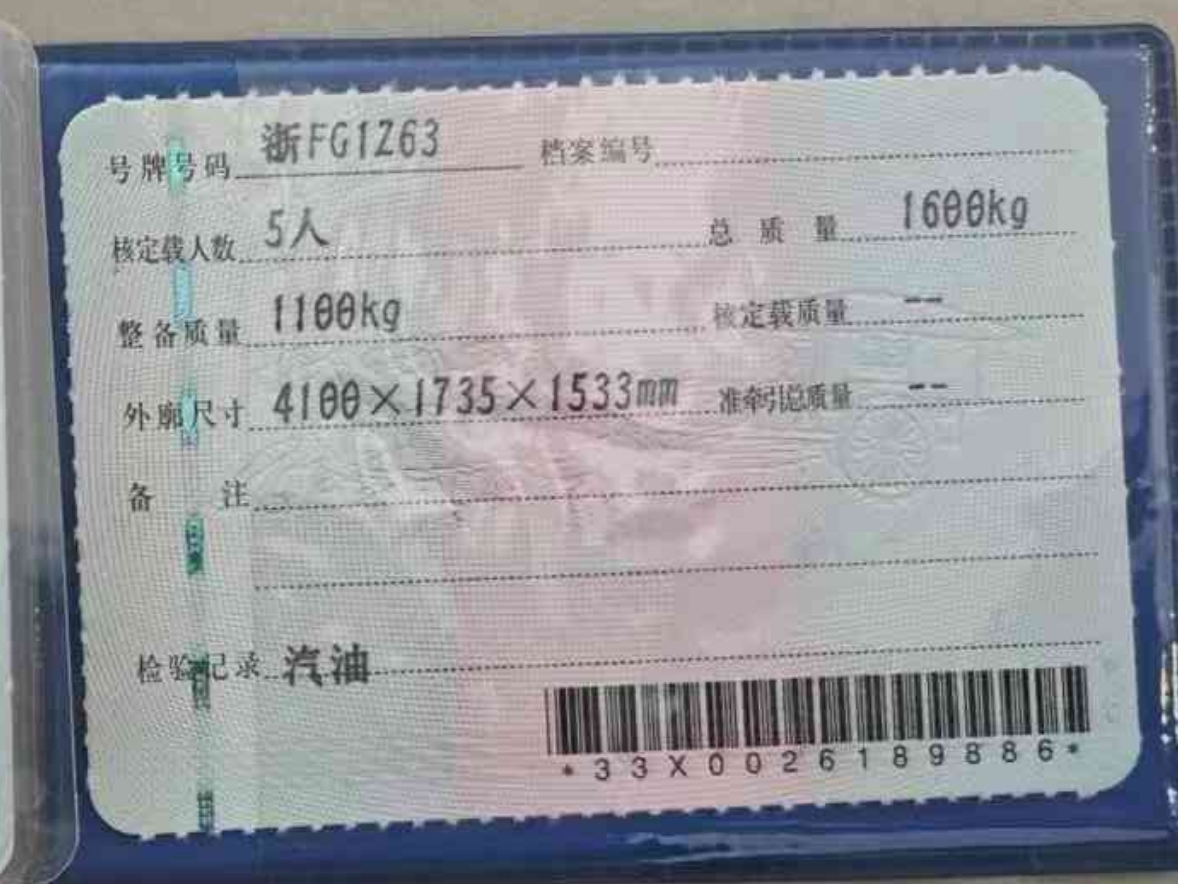 号牌号码 浙FG1Z63 档案编号
核定载人数 5人 总质量 1600kg
整备质量 1100kg 核定载质量 --
外廓尺寸 4100×1735×1533mm 准牵引总质量 --
备注
检验记录 汽油
*33X0026189886*